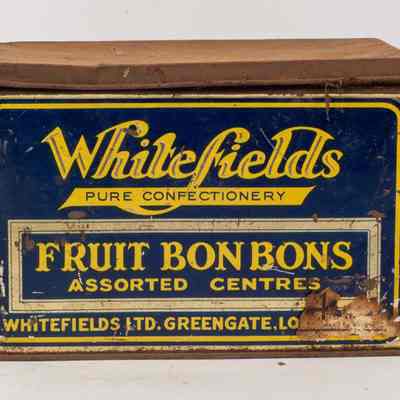 Whitefields
PURE CONFECTIONERY
FRUIT BON BONS
ASSORTED CENTRES
WHITEFIELDS LTD. GREENGATE,